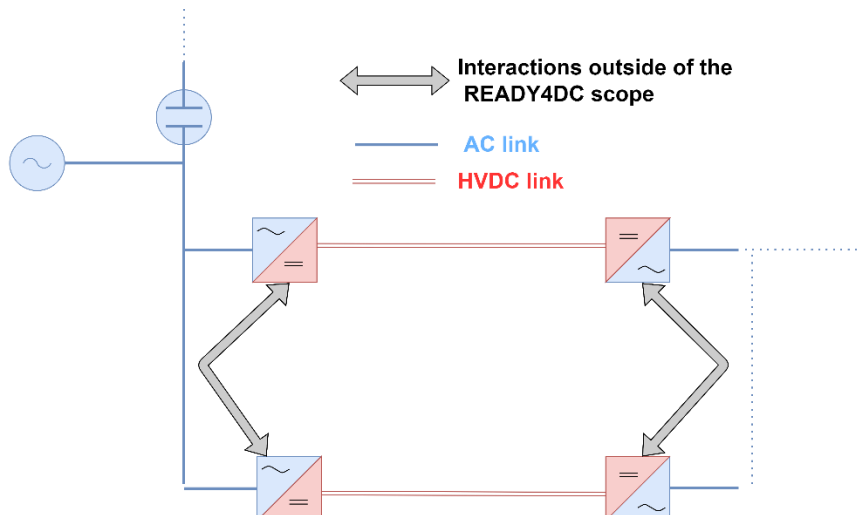 Interactions outside of the
READY4DC scope
AC link
HVDC link